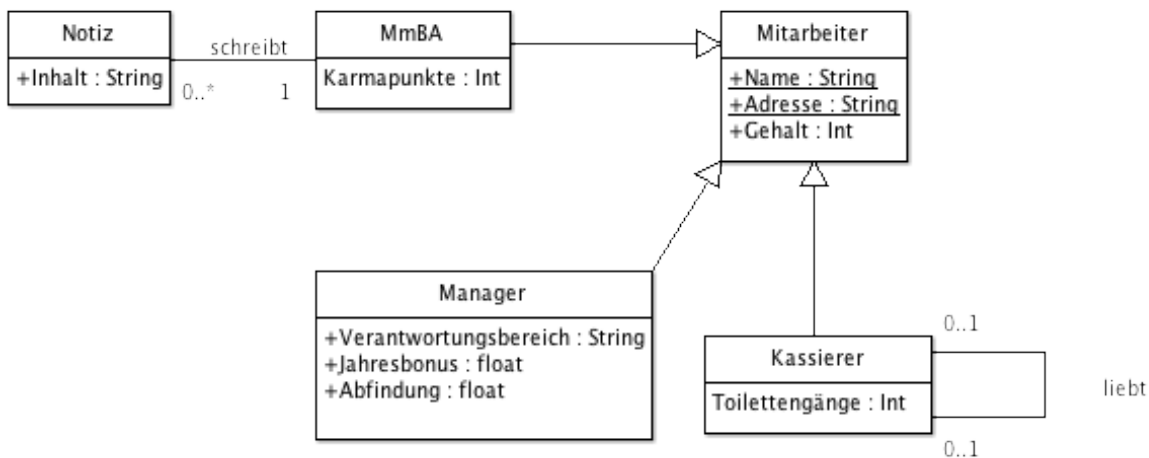 Notiz
+Inhalt : String
schreibt
0..*
1
MmBA
Karmapunkte : Int
Mitarbeiter
+Name : String
+Adresse : String
+Gehalt : Int
Manager
+Verantwortungsbereich : String
+Jahresbonus : float
+Abfindung : float
Kassierer
Toilettengänge : Int
0..1
liebt
0..1